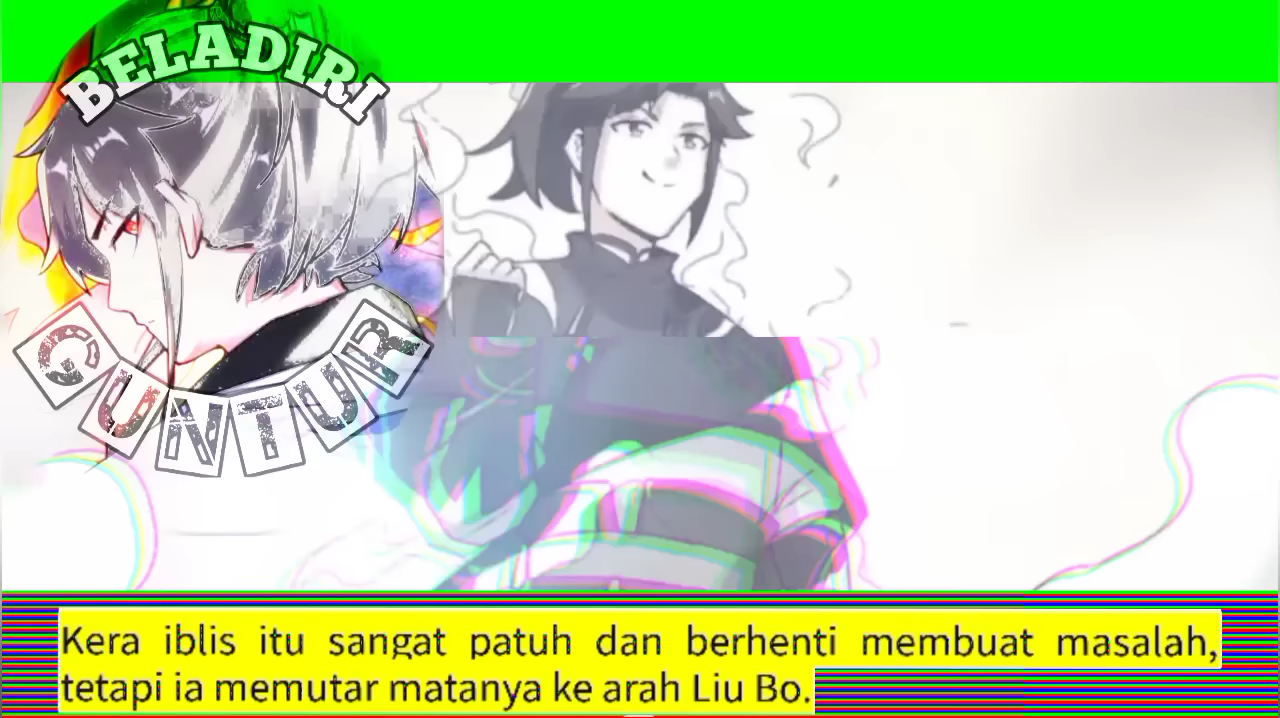 BELADIRI
GUNTUR
Kera iblis itu sangat patuh dan berhenti membuat masalah,
tetapi ia memutar matanya ke arah Liu Bo.